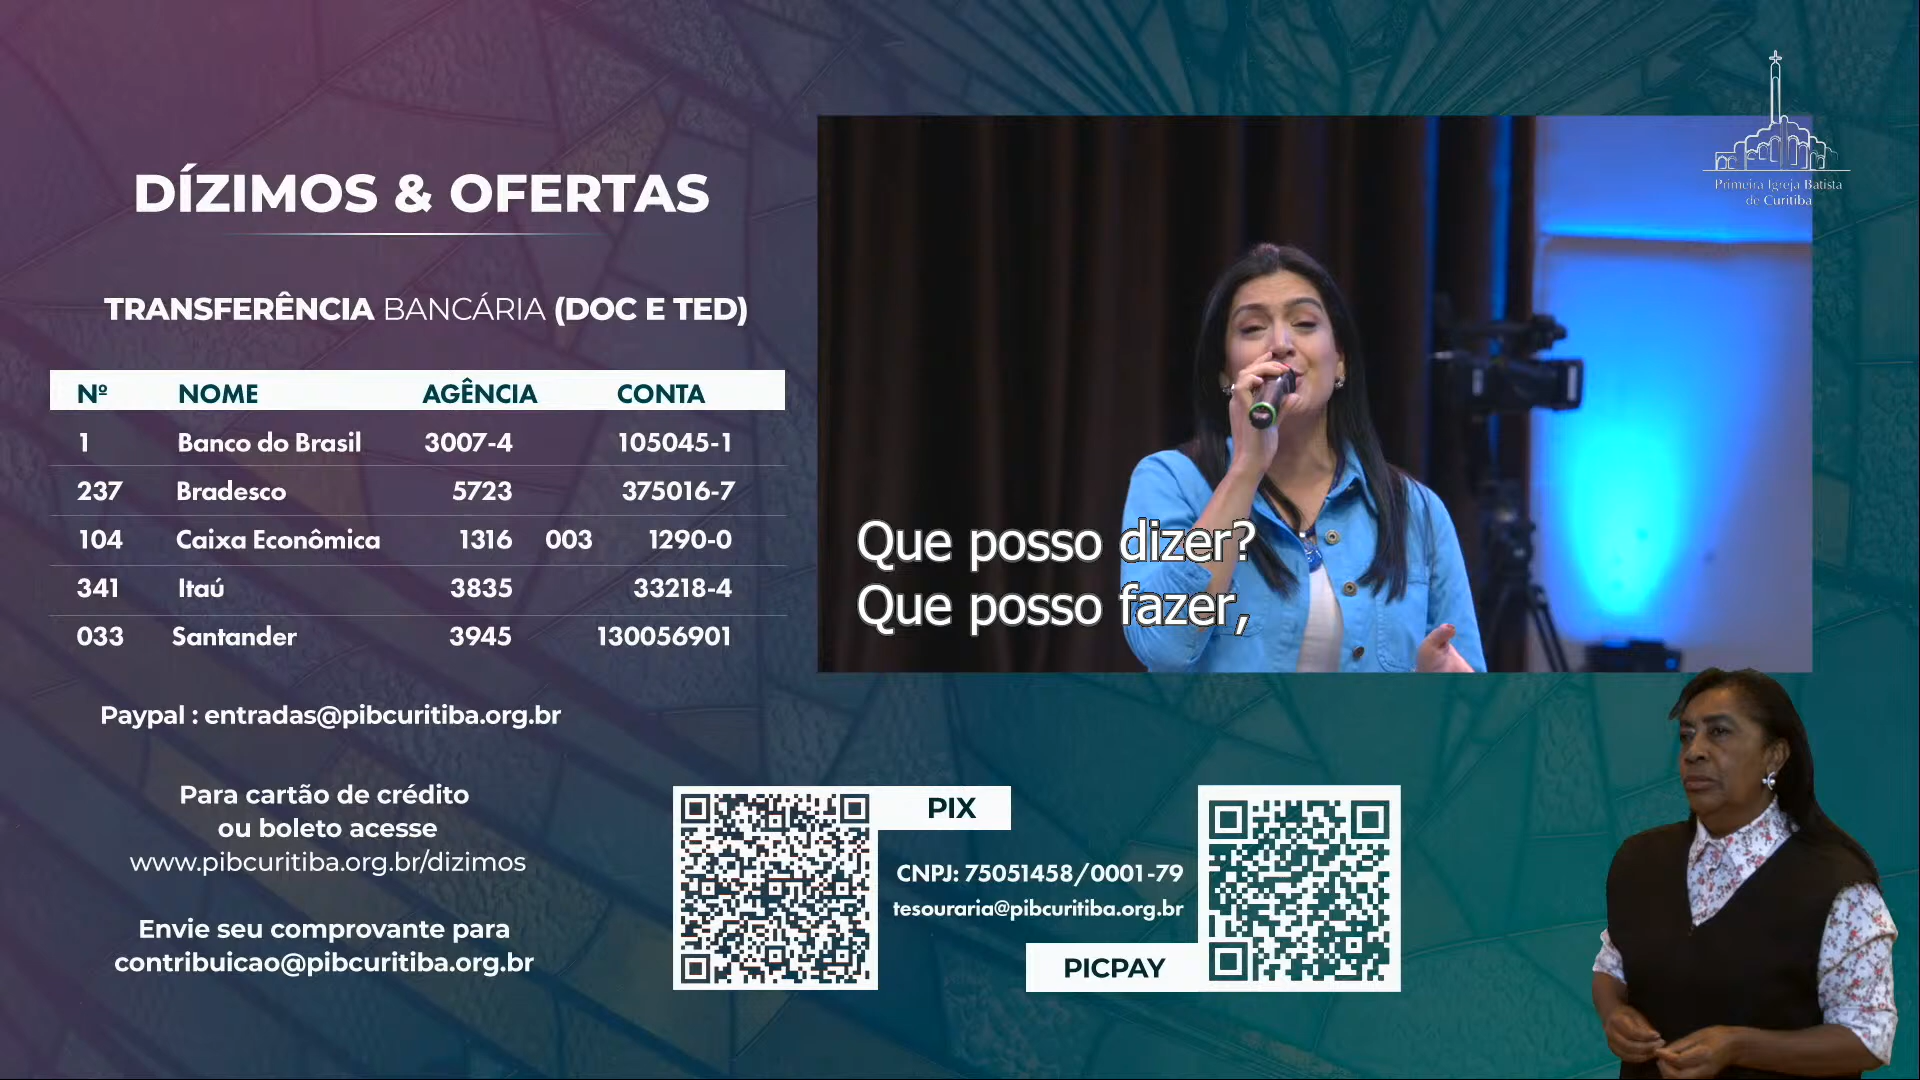 DÍZIMOS & OFERTAS
TRANSFERÊNCIA BANCÁRIA (DOC E TED)
Nº NOME AGÊNCIA CONTA
1 Banco do Brasil 3007-4 105045-1
237 Bradesco 5723 375016-7
104 Caixa Econômica 1316 003 1290-0
341 Itaú 3835 33218-4
033 Santander 3945 130056901
Paypal : entradas@pibcuritiba.org.br
Para cartão de crédito
ou boleto acesse
www.pibcuritiba.org.br/dizimos
Envie seu comprovante para
contribuicao@pibcuritiba.org.br
Primeira Igreja Batista
de Curitiba
Que posso dizer?
Que posso fazer,
PIX
CNPJ: 75051458/0001-79
tesouraria@pibcuritiba.org.br
PICPAY